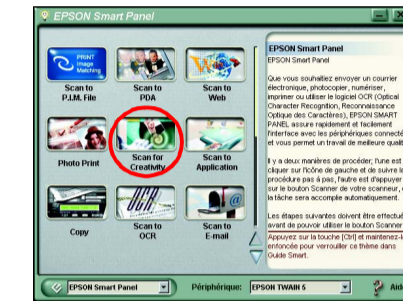 EPSON Smart Panel
PRINT
Image
Matching
Scan to
P.I.M. File
Scan to
PDA
Scan to
Web
Photo Print
Scan for
Creativity
Scan to
Application
Copy
Scan to
OCR
Scan to
E-mail
EPSON Smart Panel
EPSON Smart Panel
Que vous souhaitiez envoyer un courrier
électronique, photocopier, numériser,
imprimer ou utiliser le logiciel OCR (Optical
Character Recognition, Reconnaissance
Optique des Caractères), EPSON SMART
PANEL assure rapidement et facilement
l'interface avec les périphériques connecté
et vous permet un travail de meilleure qualit
Il y a deux manières de procéder; l'une est
cliquer sur l'icône de gauche et de suivre l
procédure pas à pas, l'autre est d'appuyer
sur le bouton Scanner de votre scanneur,
la tâche sera accomplie automatiquement.
Les étapes suivantes doivent être effectué
avant de pouvoir utiliser le bouton Scanner
Appuyez sur la touche [Ctrl] et maintenez-l
enfoncée pour verrouiller ce thème dans
Guide Smart.
EPSON Smart Panel
Périphérique:
EPSON TWAIN 5
Aide